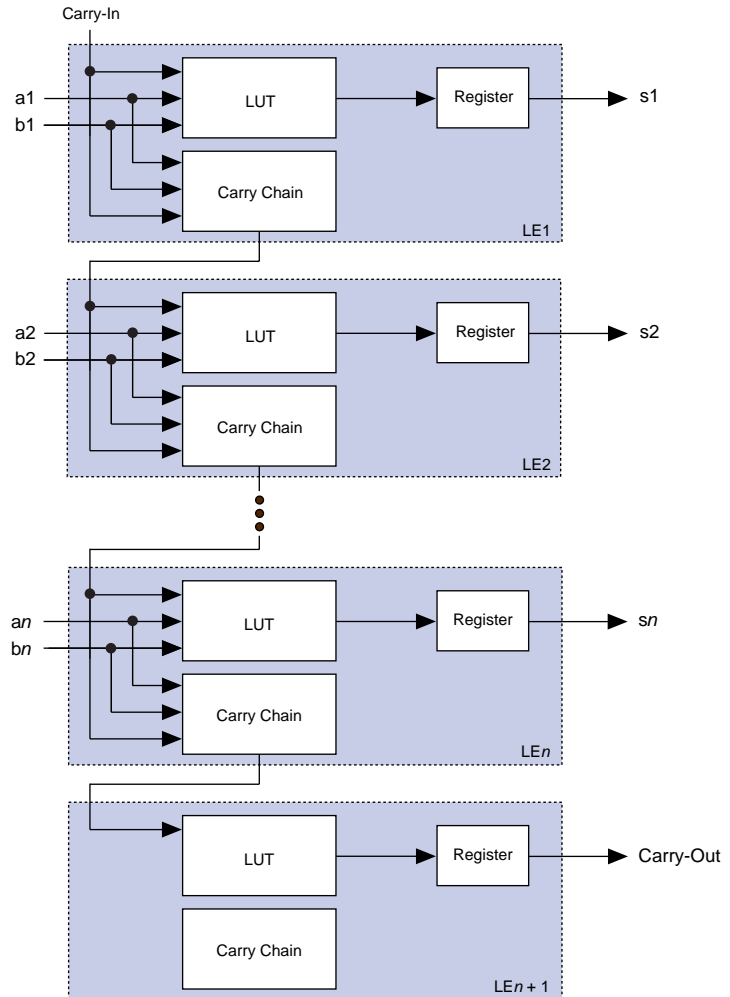 Carry-In
a1
b1
LUT
Register
s1
Carry Chain
LE1
a2
b2
LUT
Register
s2
Carry Chain
LE2
an
bn
LUT
Register
sn
Carry Chain
LEn
LUT
Register
Carry-Out
Carry Chain
LEn + 1